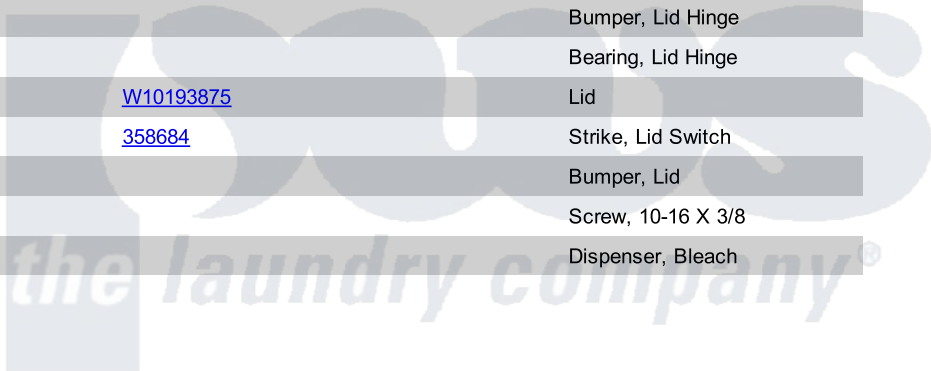 Bumper, Lid Hinge
Bearing, Lid Hinge
W10193875 Lid
358684 Strike, Lid Switch
Bumper, Lid
Screw, 10-16 X 3/8
Dispenser, Bleach
the laundry company®